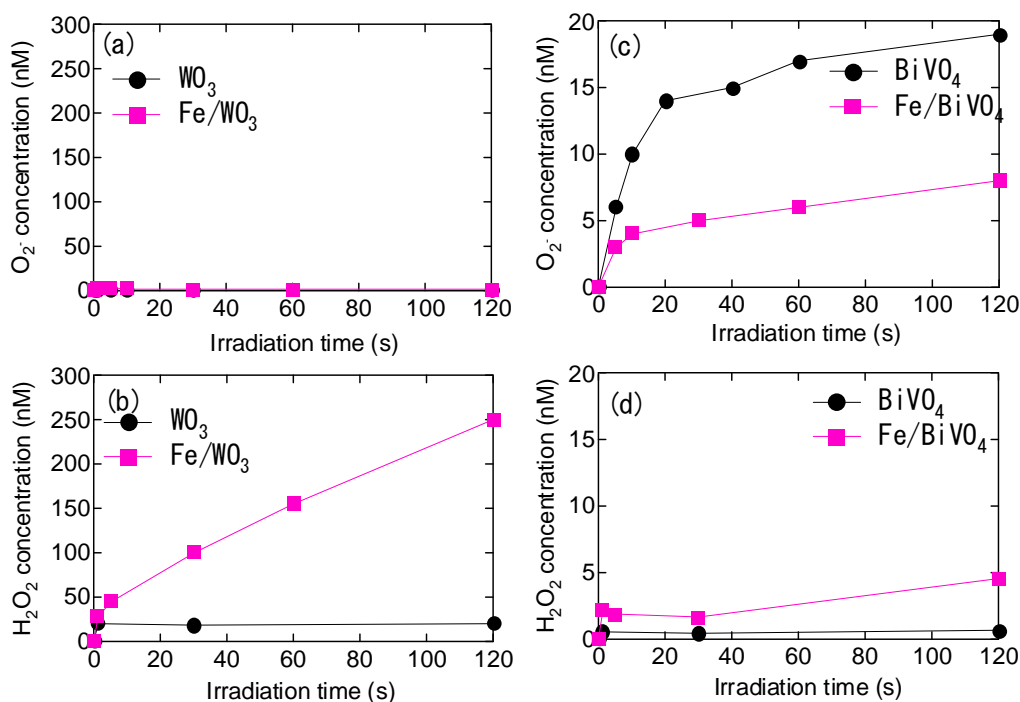 (a)
WO₃
Fe/WO₃
300
250
200
150
100
50
0
O₂⁻ concentration (nM)
0 20 40 60 80 100 120
Irradiation time (s)
(c)
BiVO₄
Fe/BiVO₄
20
15
10
5
0
O₂⁻ concentration (nM)
0 20 40 60 80 100 120
Irradiation time (s)
(b)
WO₃
Fe/WO₃
300
250
200
150
100
50
0
H₂O₂ concentration (nM)
0 20 40 60 80 100 120
Irradiation time (s)
(d)
BiVO₄
Fe/BiVO₄
20
15
10
5
0
H₂O₂ concentration (nM)
0 20 40 60 80 100 120
Irradiation time (s)